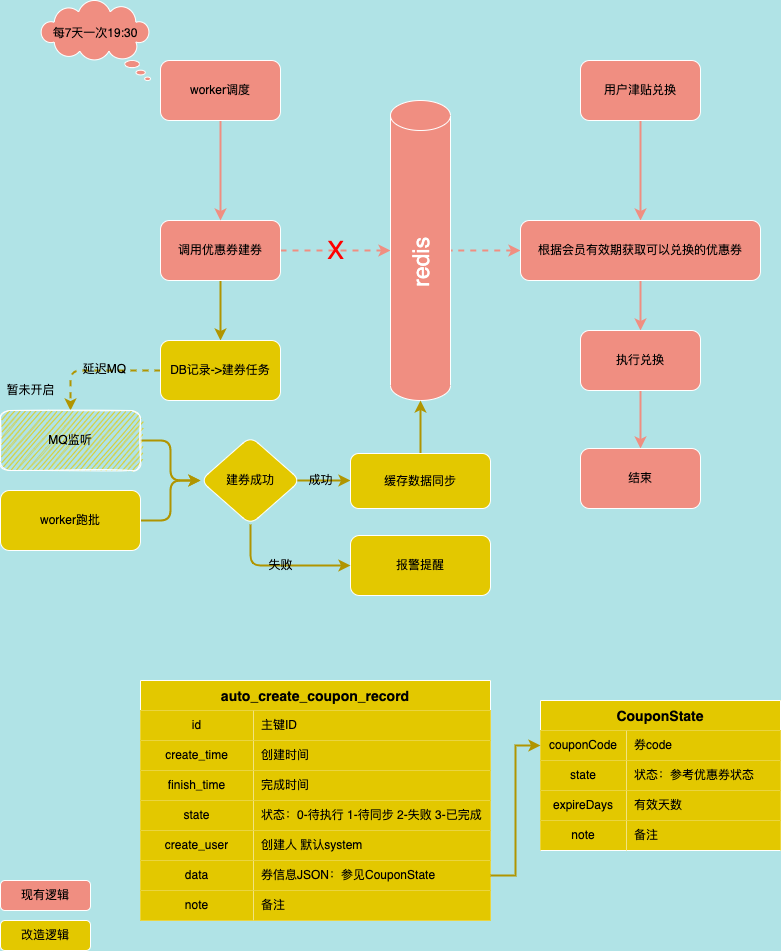 每7天一次19:30
worker调度
用户津贴兑换
调用优惠券建券
X
redis
根据会员有效期获取可以兑换的优惠券
DB记录->建券任务
延迟MQ
暂未开启
执行兑换
MQ监听
建券成功
成功
缓存数据同步
结束
worker跑批
失败
报警提醒
auto_create_coupon_record
id 主键ID
create_time 创建时间
finish_time 完成时间
state 状态：0-待执行 1-待同步 2-失败 3-已完成
create_user 创建人 默认system
data 券信息JSON：参见CouponState
note 备注
CouponState
couponCode 券code
state 状态：参考优惠券状态
expireDays 有效天数
note 备注
现有逻辑
改造逻辑